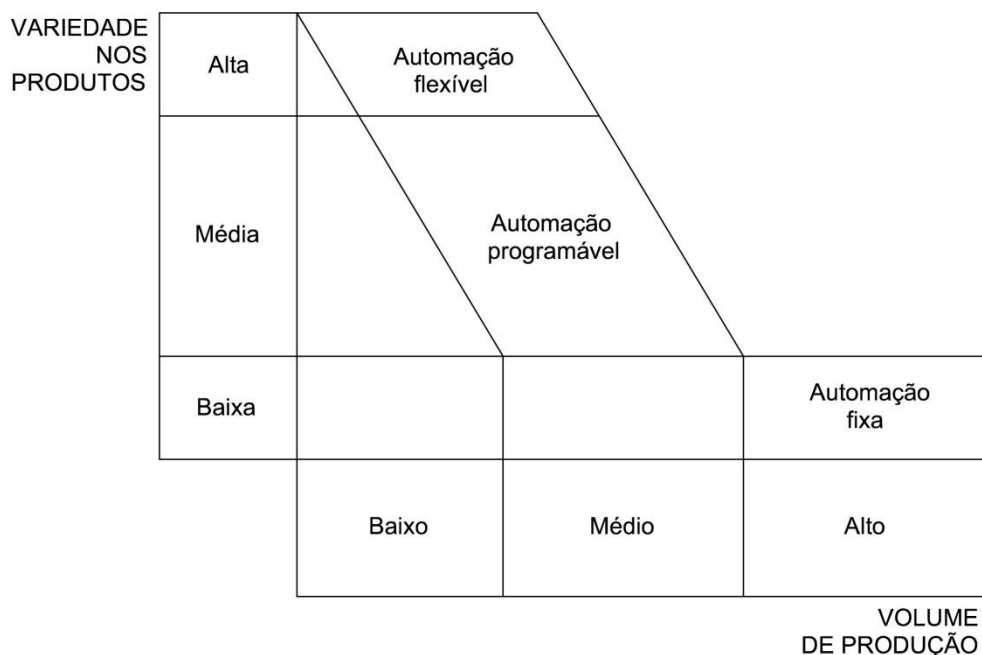 VARIEDADE
NOS
PRODUTOS
Alta
Automação
flexível
Média
Automação
programável
Baixa
Automação
fixa
Baixo
Médio
Alto
VOLUME
DE PRODUÇÃO